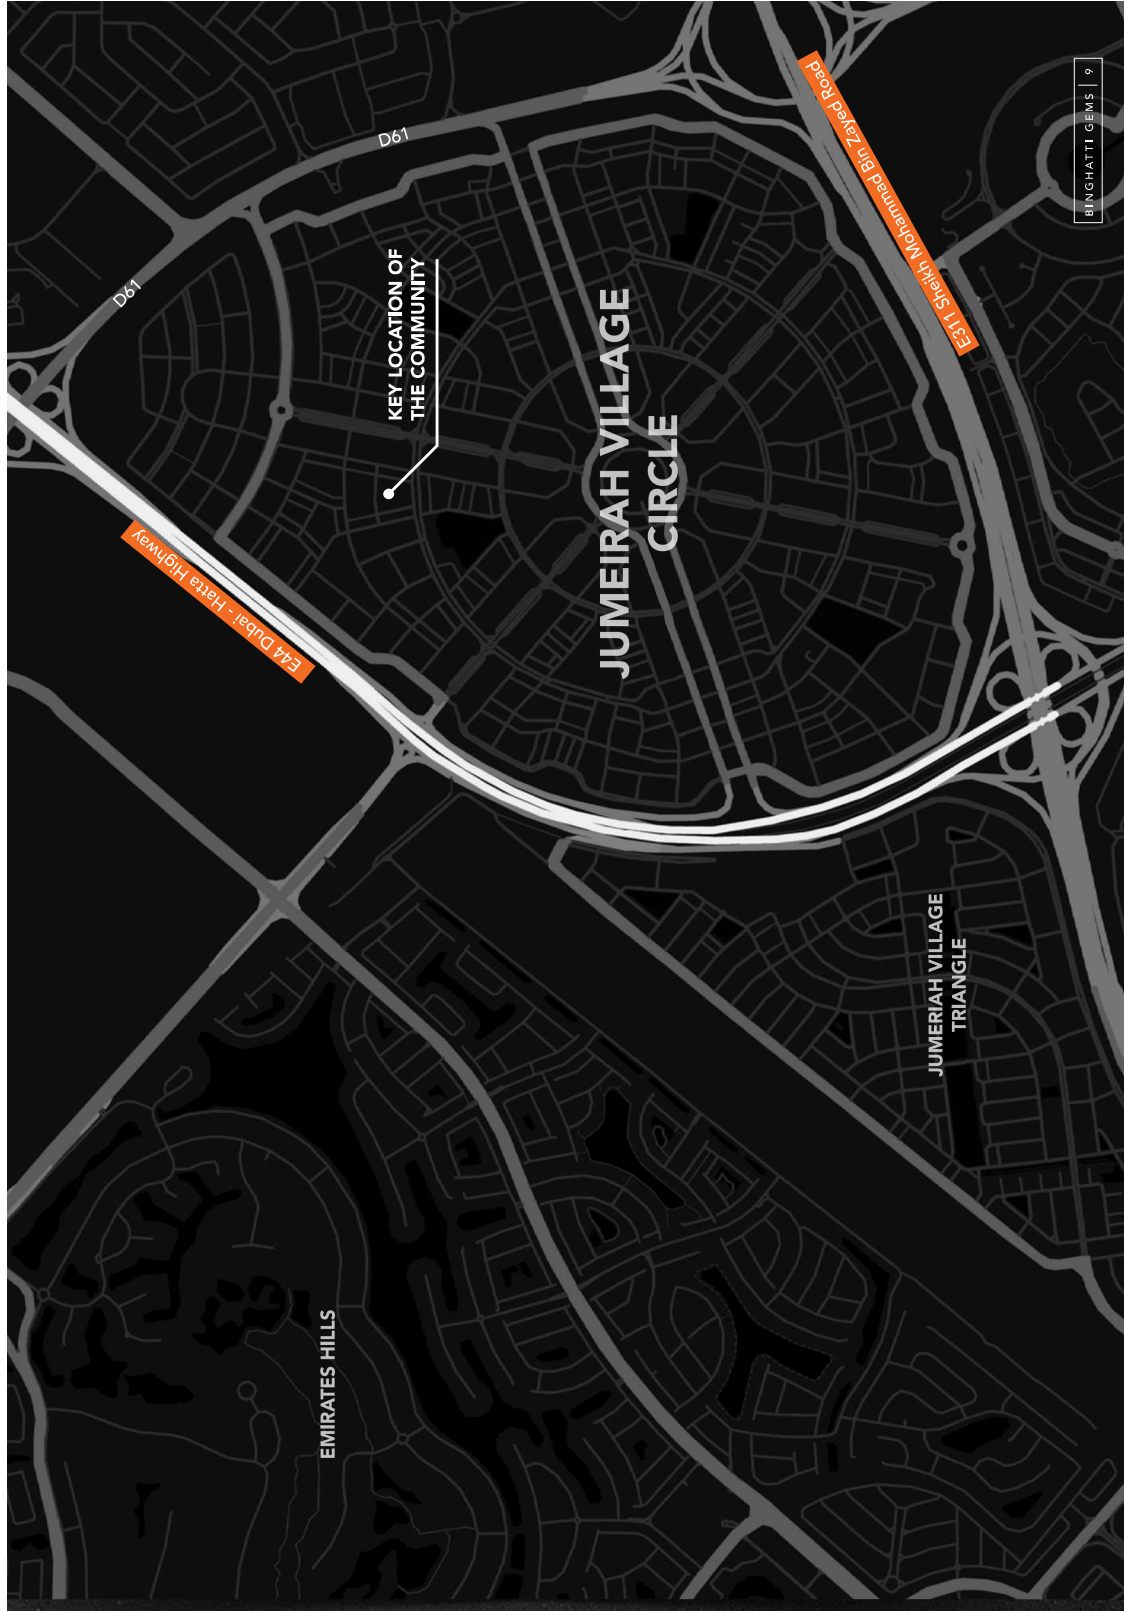 BINGHATTI GEMS | 9
D61
D61
E311 Sheikh Mohammad Bin Zayed Road
KEY LOCATION OF
THE COMMUNITY
JUMEIRAH VILLAGE
CIRCLE
E44 Dubai - Hatta Highway
JUMERIAH VILLAGE
TRIANGLE
EMIRATES HILLS